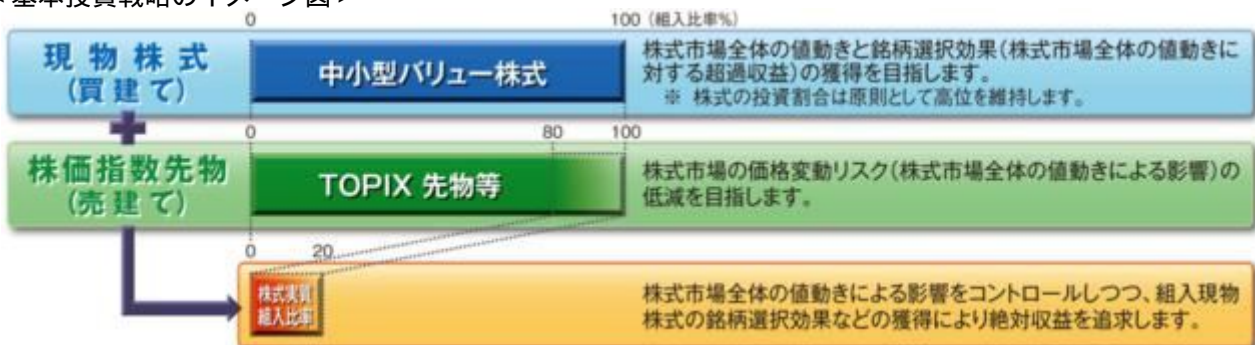 基本投資戦略のイメージ図>
0 100 (組入比率%)
現物株式
(買建て)
中小型バリュー株式
株式市場全体の値動きと銘柄選択効果(株式市場全体の値動きに
対する超過収益)の獲得を目指します。
※ 株式の投資割合は原則として高位を維持します。
0 80 100
株価指数先物
(売建て)
TOPIX 先物等
株式市場の価格変動リスク(株式市場全体の値動きによる影響)の
低減を目指します。
0 20
株式実質
組入比率
株式市場全体の値動きによる影響をコントロールしつつ、組入現物
株式の銘柄選択効果などの獲得により絶対収益を追求します。